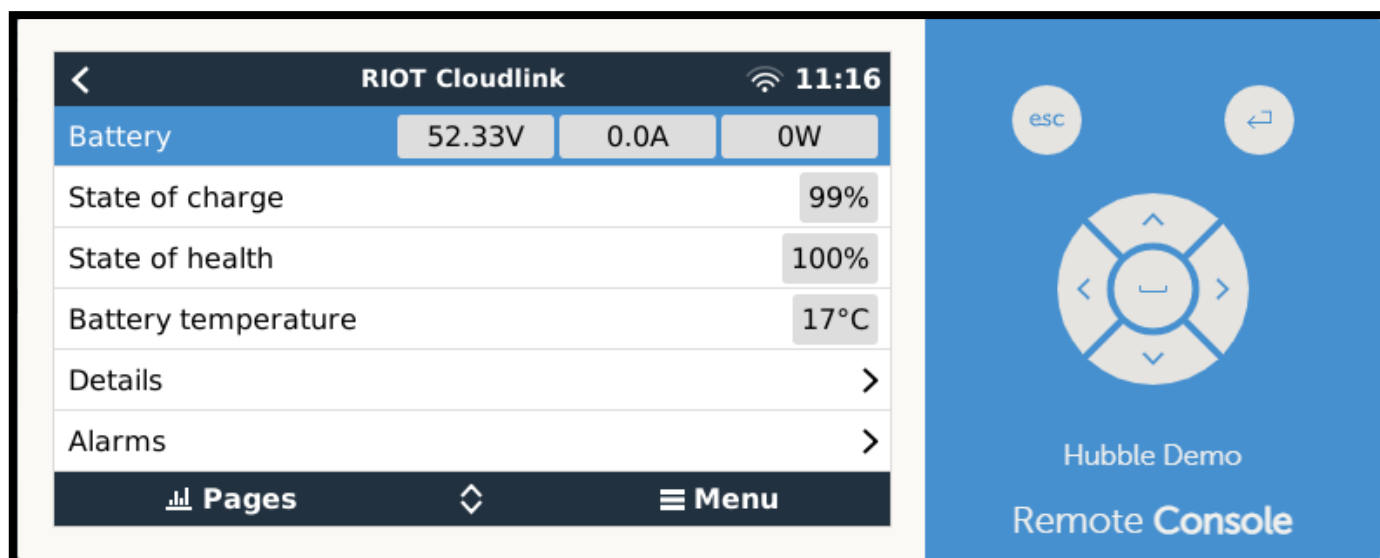 RIOT Cloudlink 11:16
Battery 52.33V 0.0A 0W
State of charge 99%
State of health 100%
Battery temperature 17°C
Details
Alarms
Pages Menu
esc
Hubble Demo
Remote Console